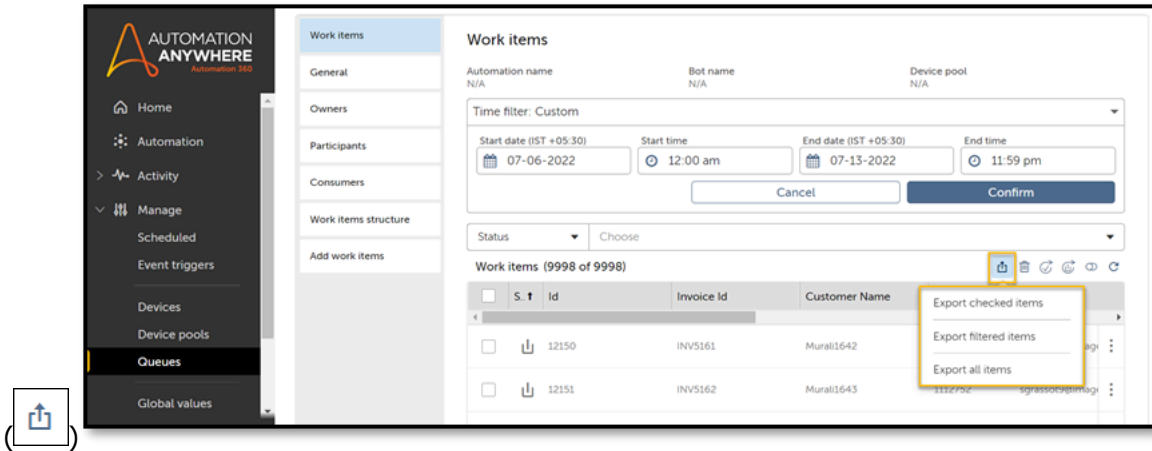 AUTOMATION
ANYWHERE
Automation 360
Home
Automation
Activity
Manage
Scheduled
Event triggers
Devices
Device pools
Queues
Global values
Work items
General
Owners
Participants
Consumers
Work items structure
Add work items
Work items
Automation name Bot name Device pool
N/A N/A N/A
Time filter: Custom
Start date (IST +05:30) Start time End date (IST +05:30) End time
07-06-2022 12:00 am 07-13-2022 11:59 pm
Cancel Confirm
Status Choose
Work items (9998 of 9998)
S.. Id Invoice Id Customer Name
Export checked items
Export filtered items
Export all items
12150 INV5161 Murali1642
12151 INV5162 Murali1643 1112752
( )